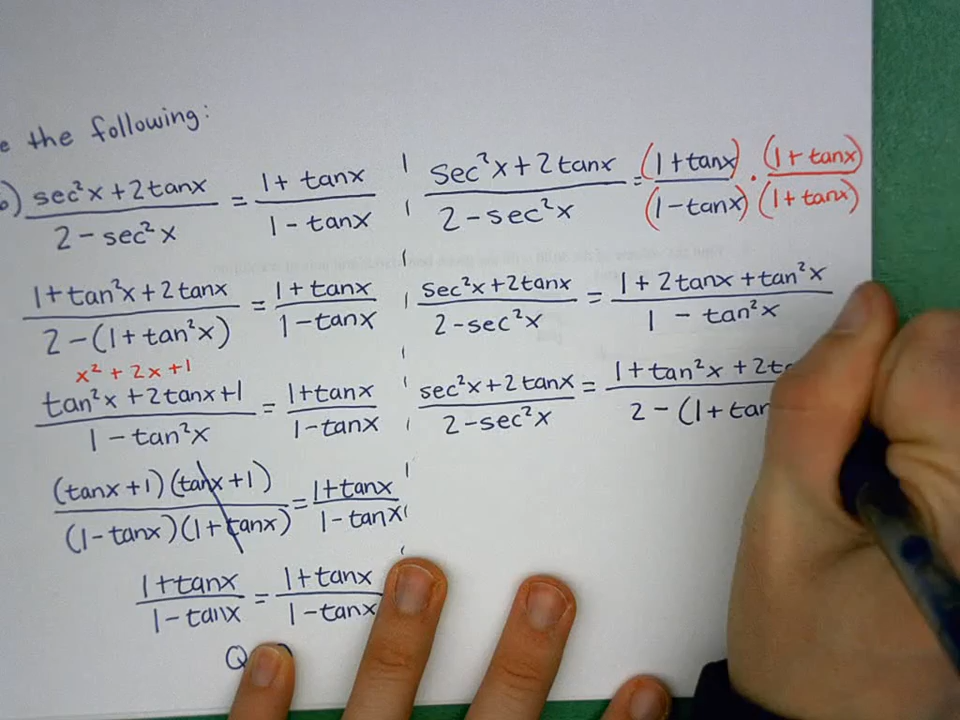 the following:
sec²x + 2tanx / 2 - sec²x = 1 + tanx / 1 - tanx
1 + tan²x + 2tanx / 2 - (1 + tan²x) = 1 + tanx / 1 - tanx
x² + 2x + 1
tan²x + 2tanx + 1 / 1 - tan²x = 1 + tanx / 1 - tanx
(tanx + 1)(tanx + 1) / (1 - tanx)(1 + tanx) = 1 + tanx / 1 - tanx
1 + tanx / 1 - tanx = 1 + tanx / 1 - tanx
Q
sec²x + 2tanx / 2 - sec²x = (1 + tanx) / (1 - tanx) · (1 + tanx) / (1 + tanx)
sec²x + 2tanx / 2 - sec²x = 1 + 2tanx + tan²x / 1 - tan²x
sec²x + 2tanx / 2 - sec²x = 1 + tan²x + 2t / 2 - (1 + tan